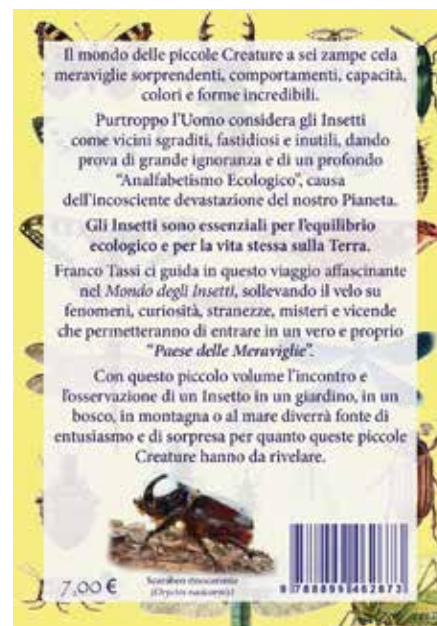 Il mondo delle piccole Creature a sei zampe cela
meraviglie sorprendenti, comportamenti, capacità,
colori e forme incredibili.
Purtroppo l'Uomo considera gli Insetti
come vicini sgraditi, fastidiosi e inutili, dando
prova di grande ignoranza e di un profondo
“Analfabetismo Ecologico”, causa
dell'incosciente devastazione del nostro Pianeta.
Gli Insetti sono essenziali per l'equilibrio
ecologico e per la vita stessa sulla Terra.
Franco Tassi ci guida in questo viaggio affascinante
nel Mondo degli Insetti, sollevando il velo su
fenomeni, curiosità, stranezze, misteri e vicende
che permetteranno di entrare in un vero e proprio
“Paese delle Meraviglie”.
Con questo piccolo volume l'incontro e
l'osservazione di un Insetto in un giardino, in un
bosco, in montagna o al mare diverrà fonte di
entusiasmo e di sorpresa per quanto queste piccole
Creature hanno da rivelare.
7,00 €
Scarabeo rinoceronte
(Oryctes nasicornis)